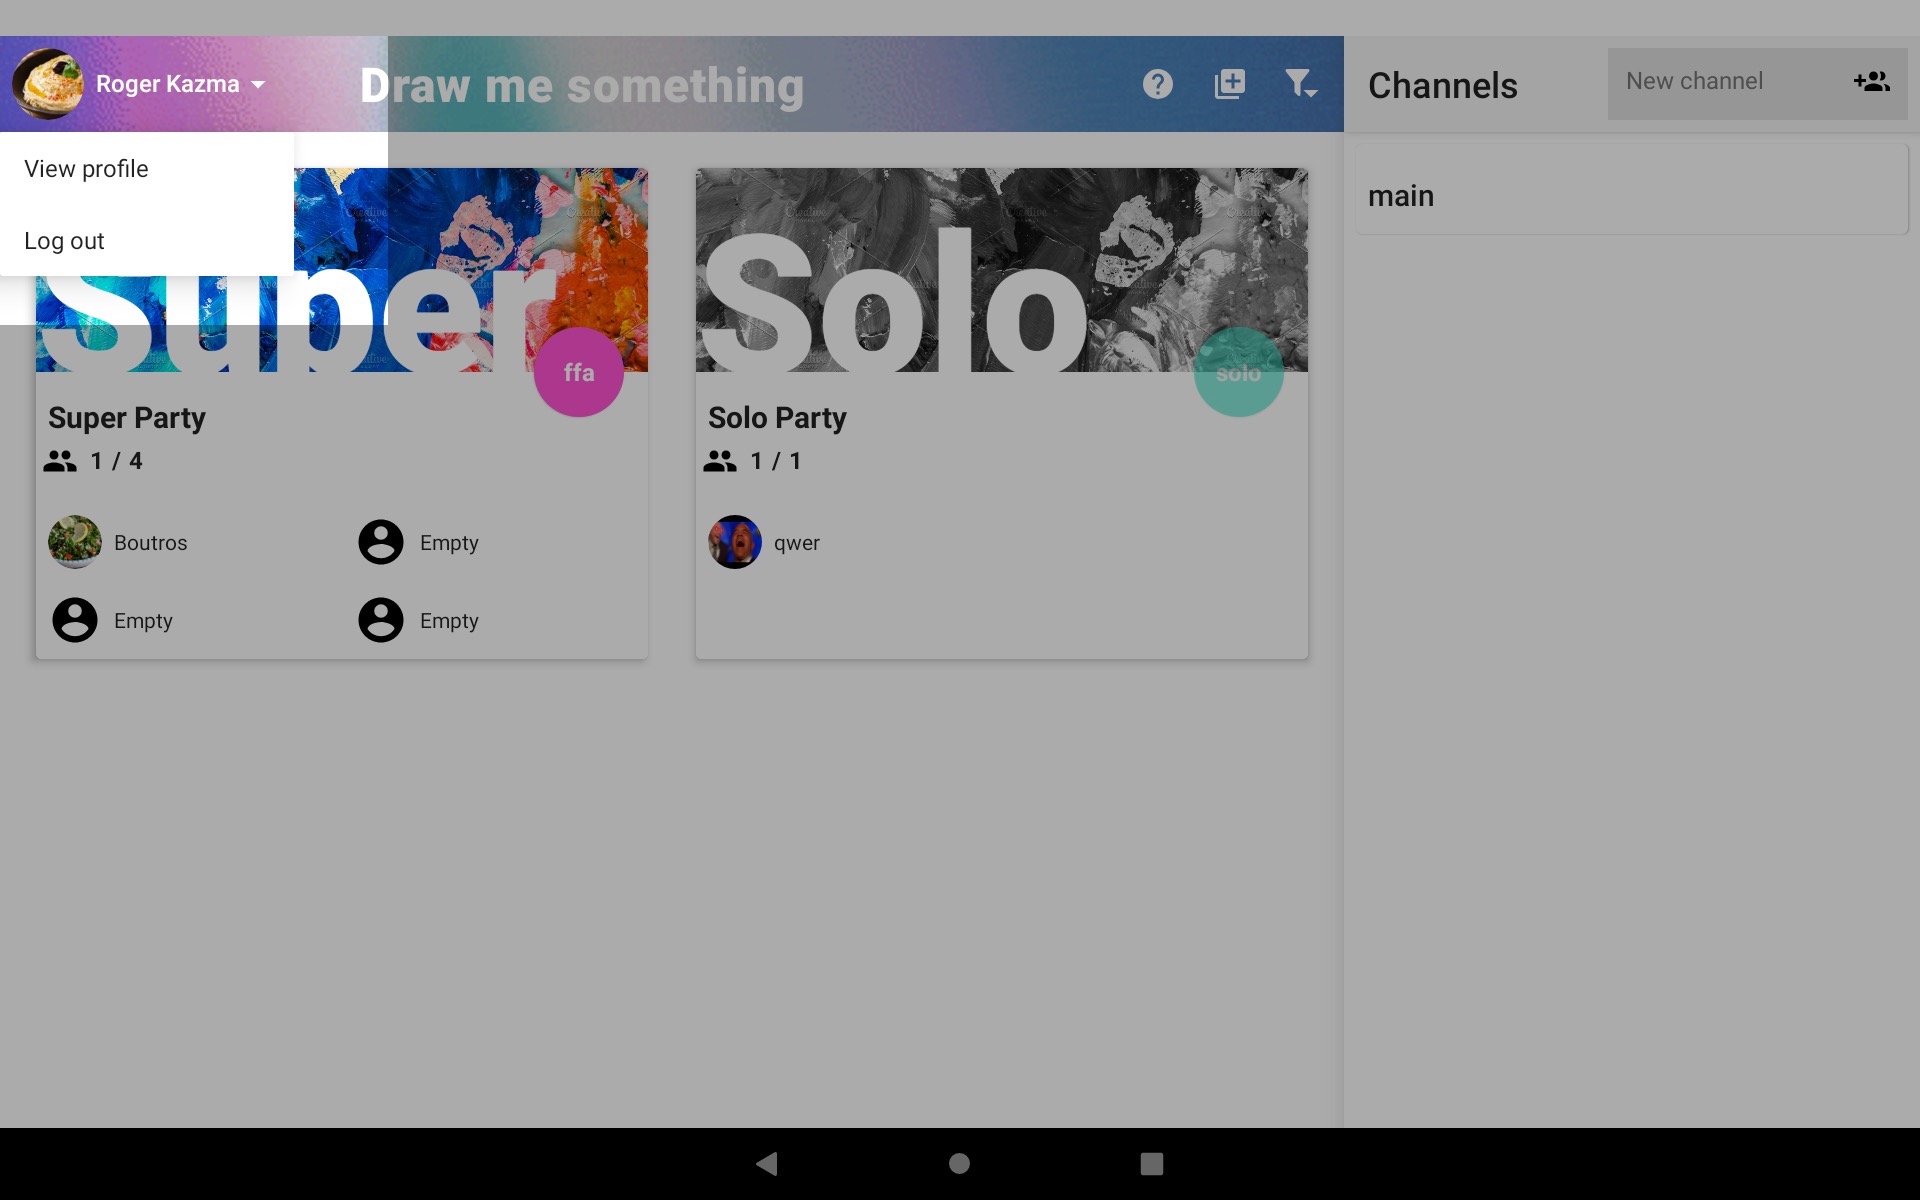 Roger Kazma
Draw me something
Channels
New channel
View profile
Log out
main
Super
ffa
Solo
solo
Super Party
1 / 4
Boutros
Empty
Empty
Empty
Solo Party
1 / 1
qwer